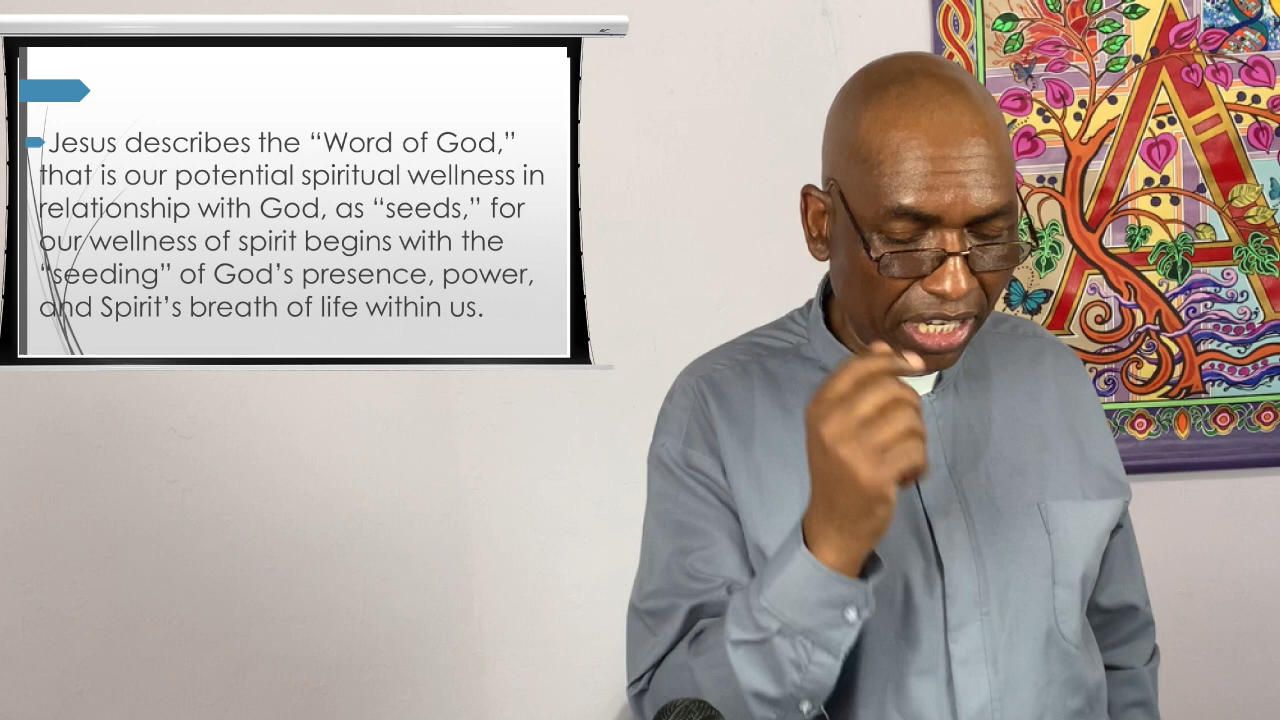 Jesus describes the “Word of God,”
that is our potential spiritual wellness in
relationship with God, as “seeds,” for
our wellness of spirit begins with the
“seeding” of God’s presence, power,
and Spirit’s breath of life within us.